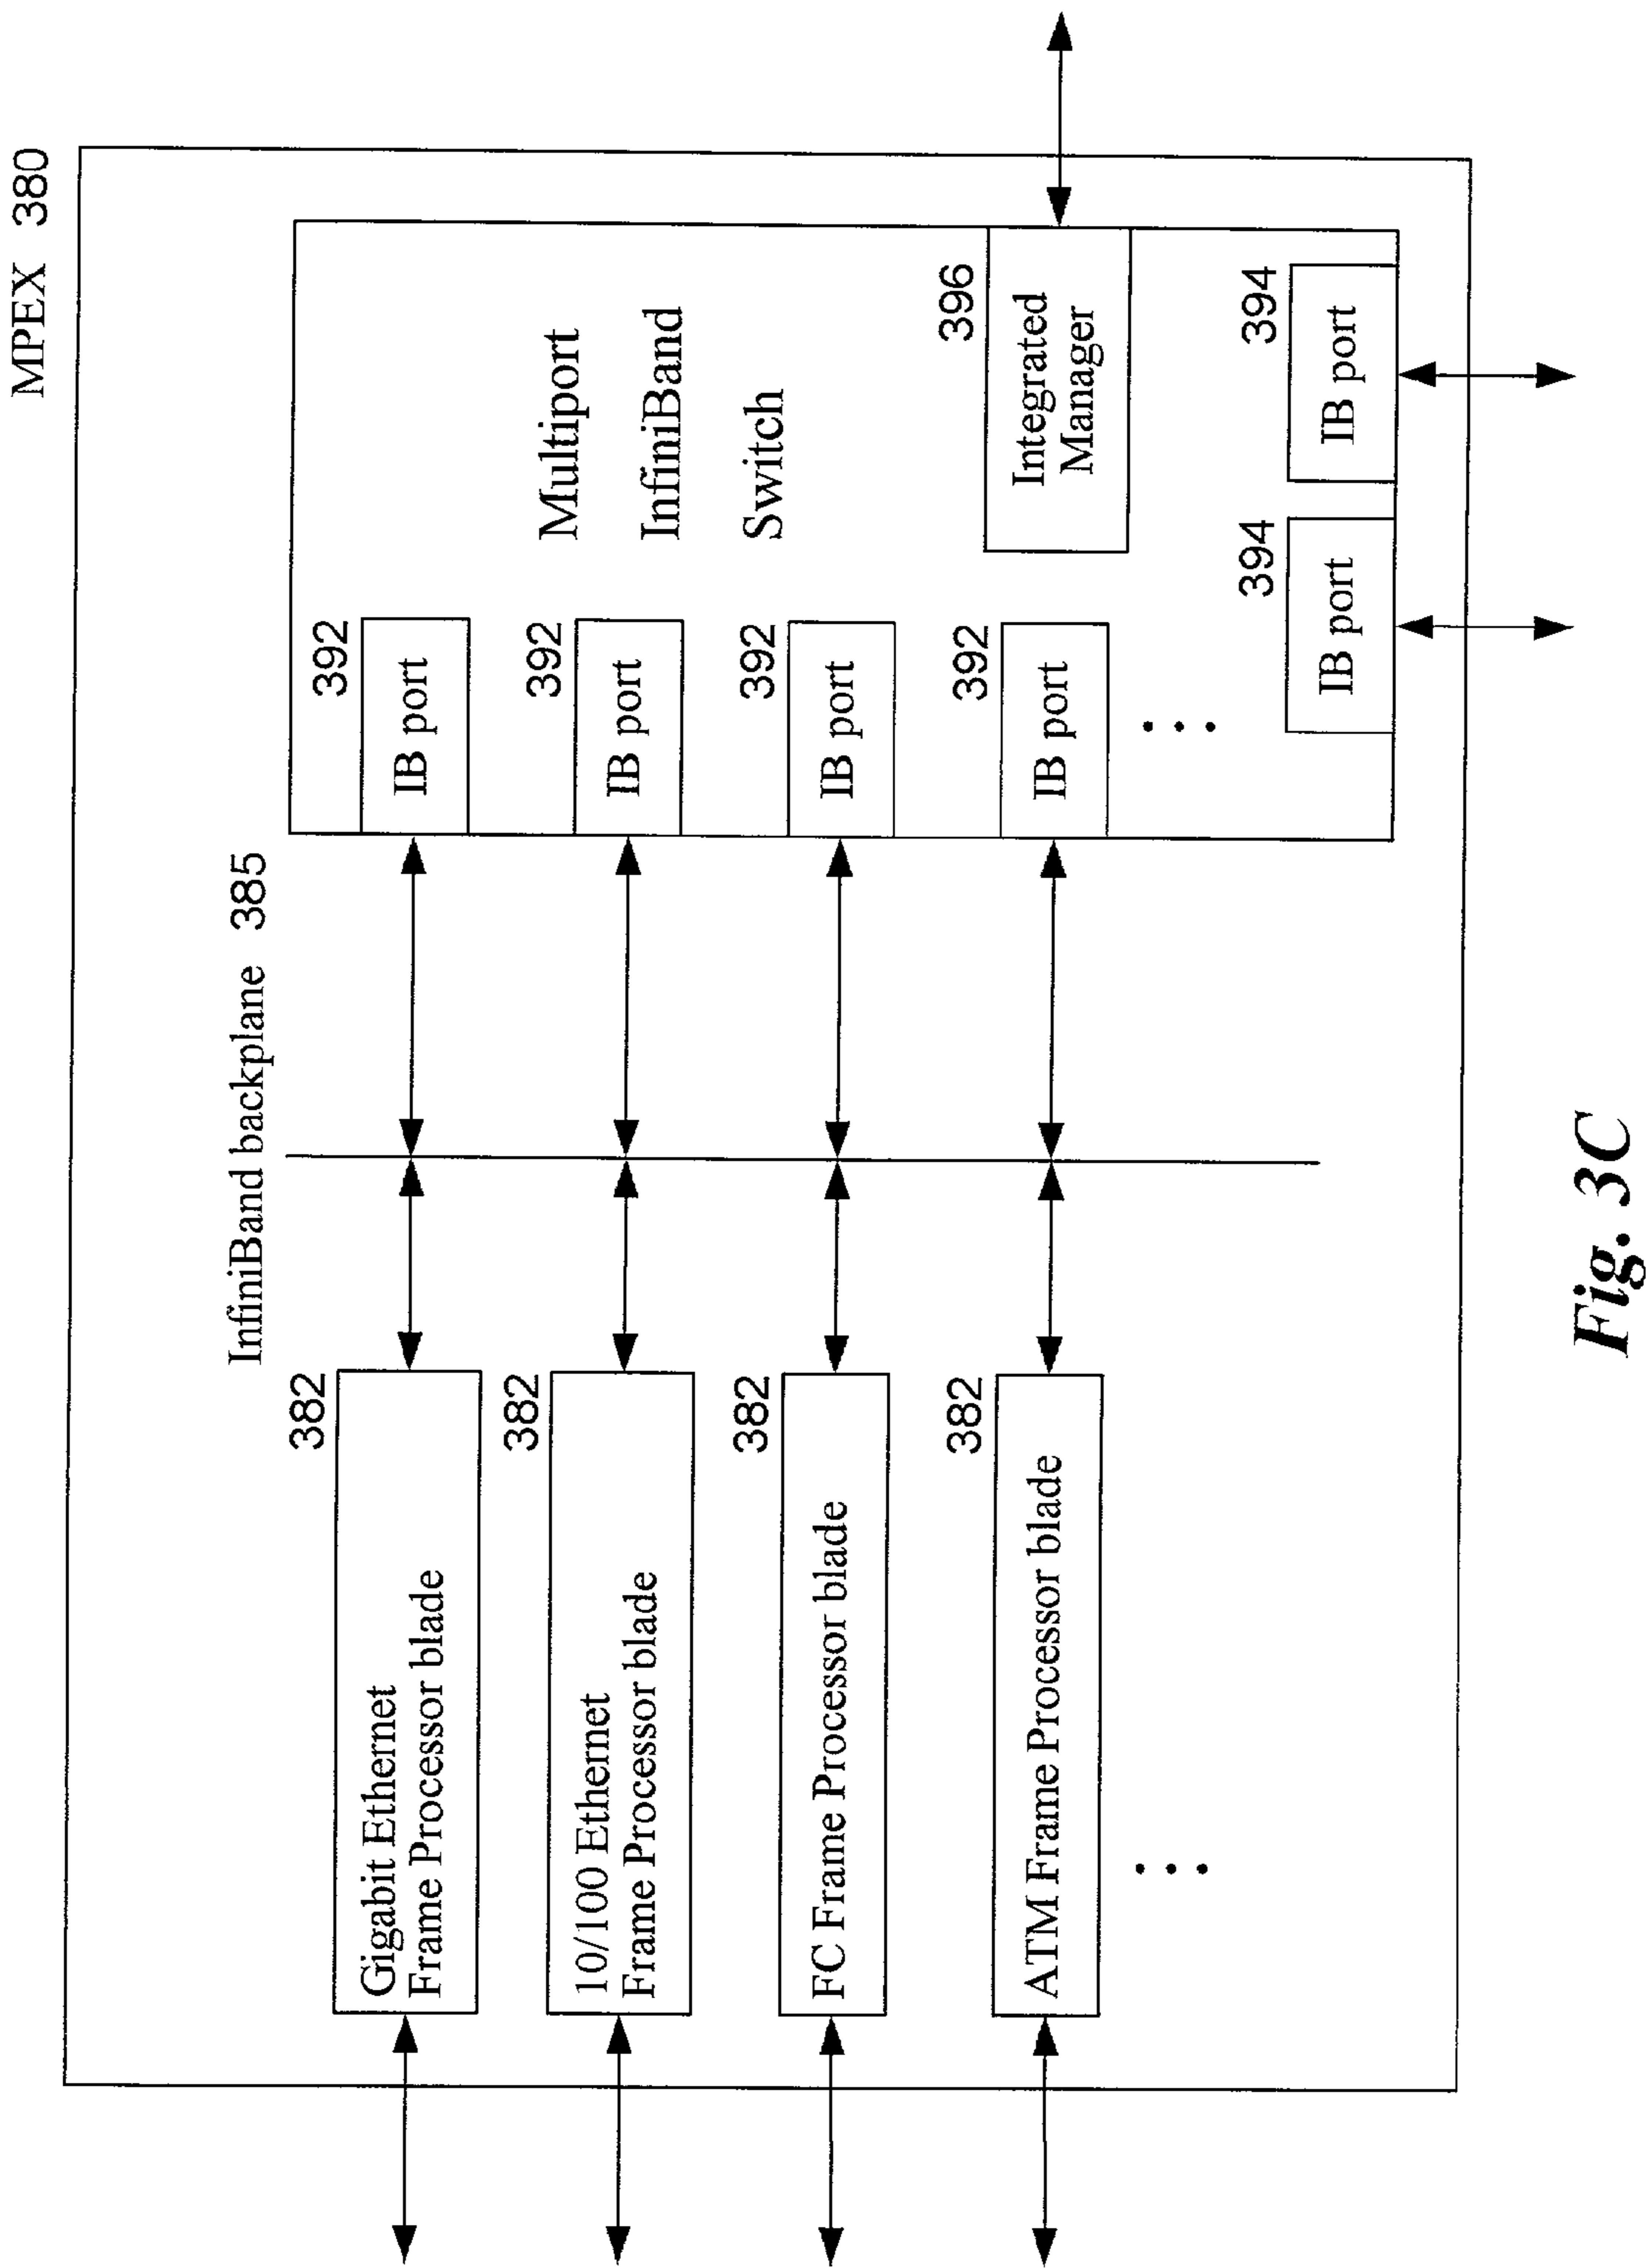 MPEX 380
InfiniBand backplane 385
382
Gigabit Ethernet
Frame Processor blade
382
10/100 Ethernet
Frame Processor blade
382
FC Frame Processor blade
382
ATM Frame Processor blade
392
IB port
392
IB port
392
IB port
392
IB port
Multiport
InfiniBand
Switch
396
Integrated
Manager
394
IB port
394
IB port
Fig. 3C